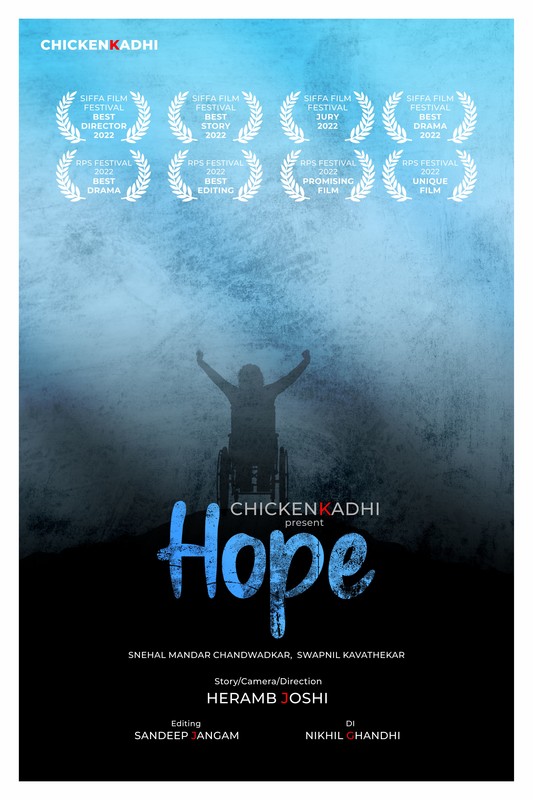 CHICKENKADHI
SIFFA FILM
FESTIVAL
BEST
DIRECTOR
2022
SIFFA FILM
FESTIVAL
BEST
STORY
2022
SIFFA FILM
FESTIVAL
JURY
2022
SIFFA FILM
FESTIVAL
BEST
DRAMA
2022
RPS FESTIVAL
2022
BEST
DRAMA
RPS FESTIVAL
2022
BEST
EDITING
RPS FESTIVAL
2022
PROMISING
FILM
RPS FESTIVAL
2022
UNIQUE
FILM
CHICKENKADHI
present
Hope
SNEHAL MANDAR CHANDWADKAR, SWAPNIL KAVATHEKAR
Story/Camera/Direction
HERAMB JOSHI
Editing
SANDEEP JANGAM
DI
NIKHIL GHANDHI